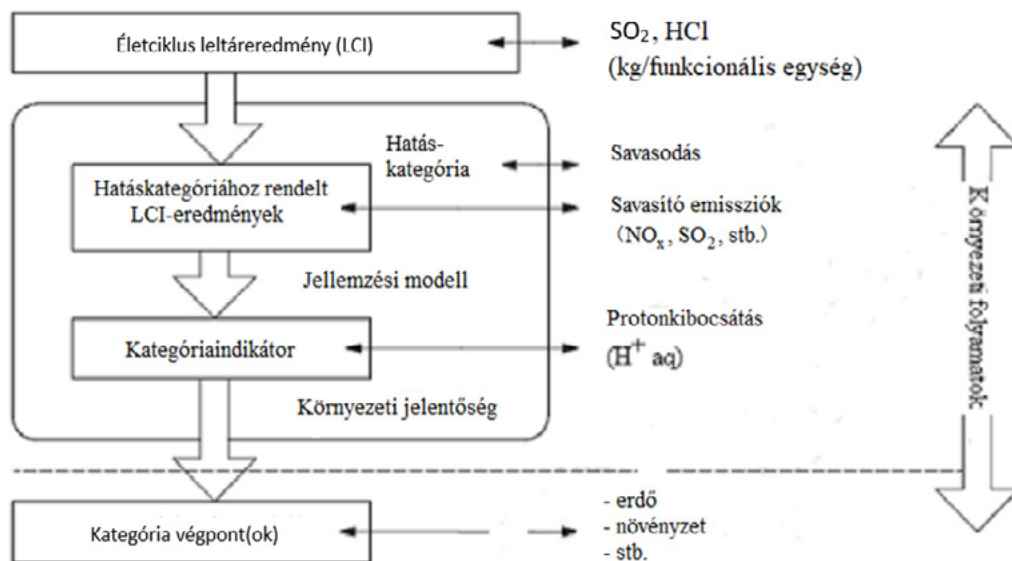 Életciklus leltáreredmény (LCI)
SO₂, HCl
(kg/funkcionális egység)
Hatás-
kategória
Savasodás
Hatáskategóriához rendelt
LCI-eredmények
Savasító emissziók
(NOₓ, SO₂, stb.)
Jellemzési modell
Kategóriaindikátor
Protonkibocsátás
(H⁺ aq)
Környezeti jelentőség
Környezeti folyamatok
Kategória végpont(ok)
- erdő
- növényzet
- stb.